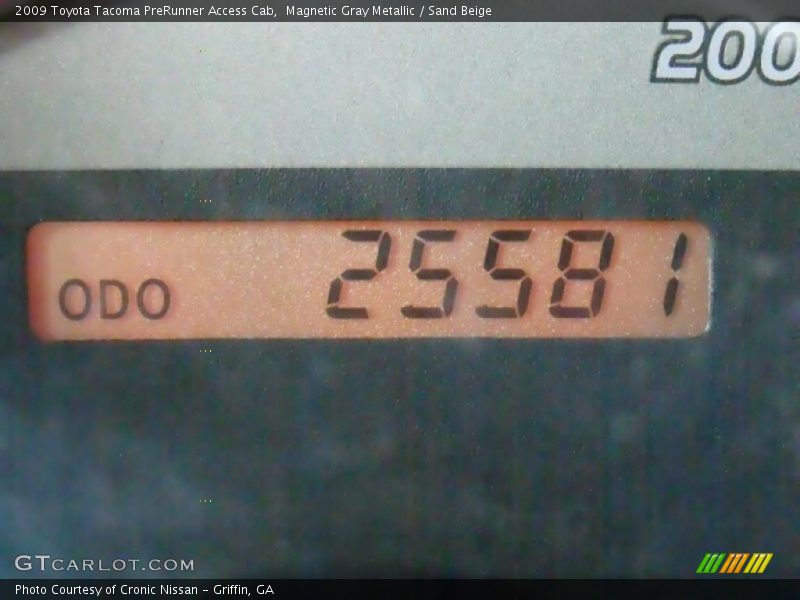 2009 Toyota Tacoma PreRunner Access Cab,  Magnetic Gray Metallic / Sand Beige
200
ODO 25581
GTCARLOT.COM
Photo Courtesy of Cronic Nissan - Griffin, GA